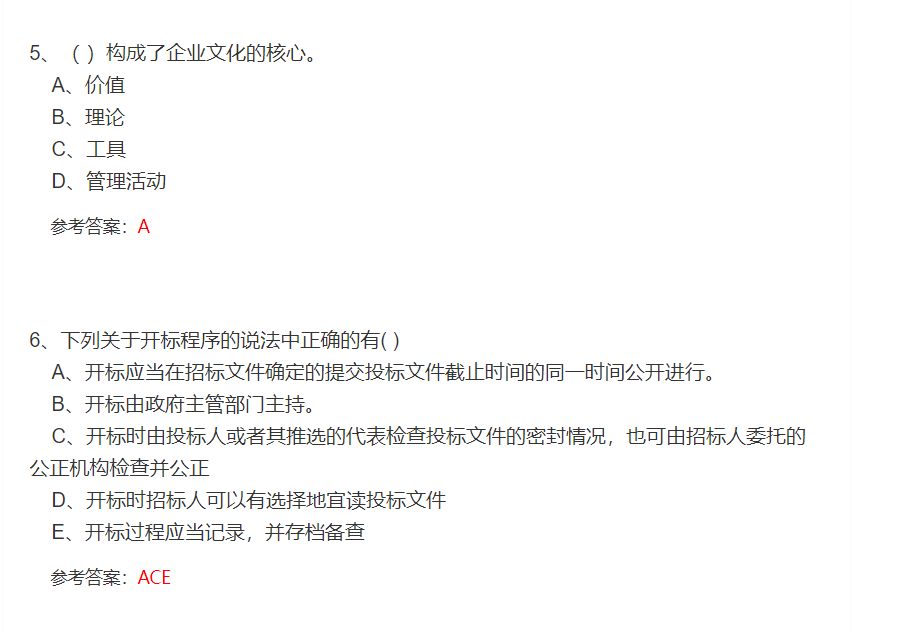 5、（ ）构成了企业文化的核心。
A、价值
B、理论
C、工具
D、管理活动
参考答案：A
6、下列关于开标程序的说法中正确的有( )
A、开标应当在招标文件确定的提交投标文件截止时间的同一时间公开进行。
B、开标由政府主管部门主持。
C、开标时由投标人或者其推选的代表检查投标文件的密封情况，也可由招标人委托的
公正机构检查并公正
D、开标时招标人可以有选择地宜读投标文件
E、开标过程应当记录，并存档备查
参考答案：ACE